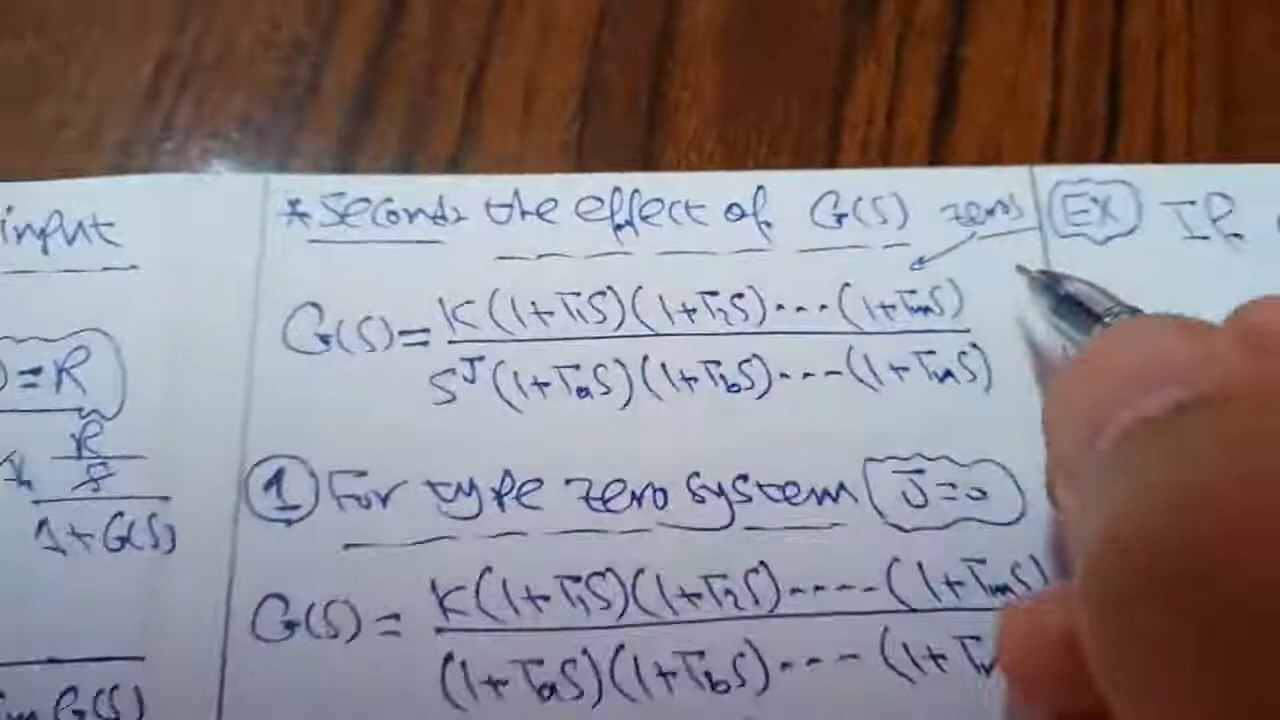 input
=R
R
S
1+G(S)
G(S)
*Second: the effect of G(S) zeros
G(S)= K(1+T1S)(1+T2S)...(1+TmS)
S^J(1+TaS)(1+TbS)---(1+TnS)
1 For type zero system J=0
G(S)= K(1+T1S)(1+T2S)-----(1+TmS)
(1+TaS)(1+TbS)---(1+T
EX IF